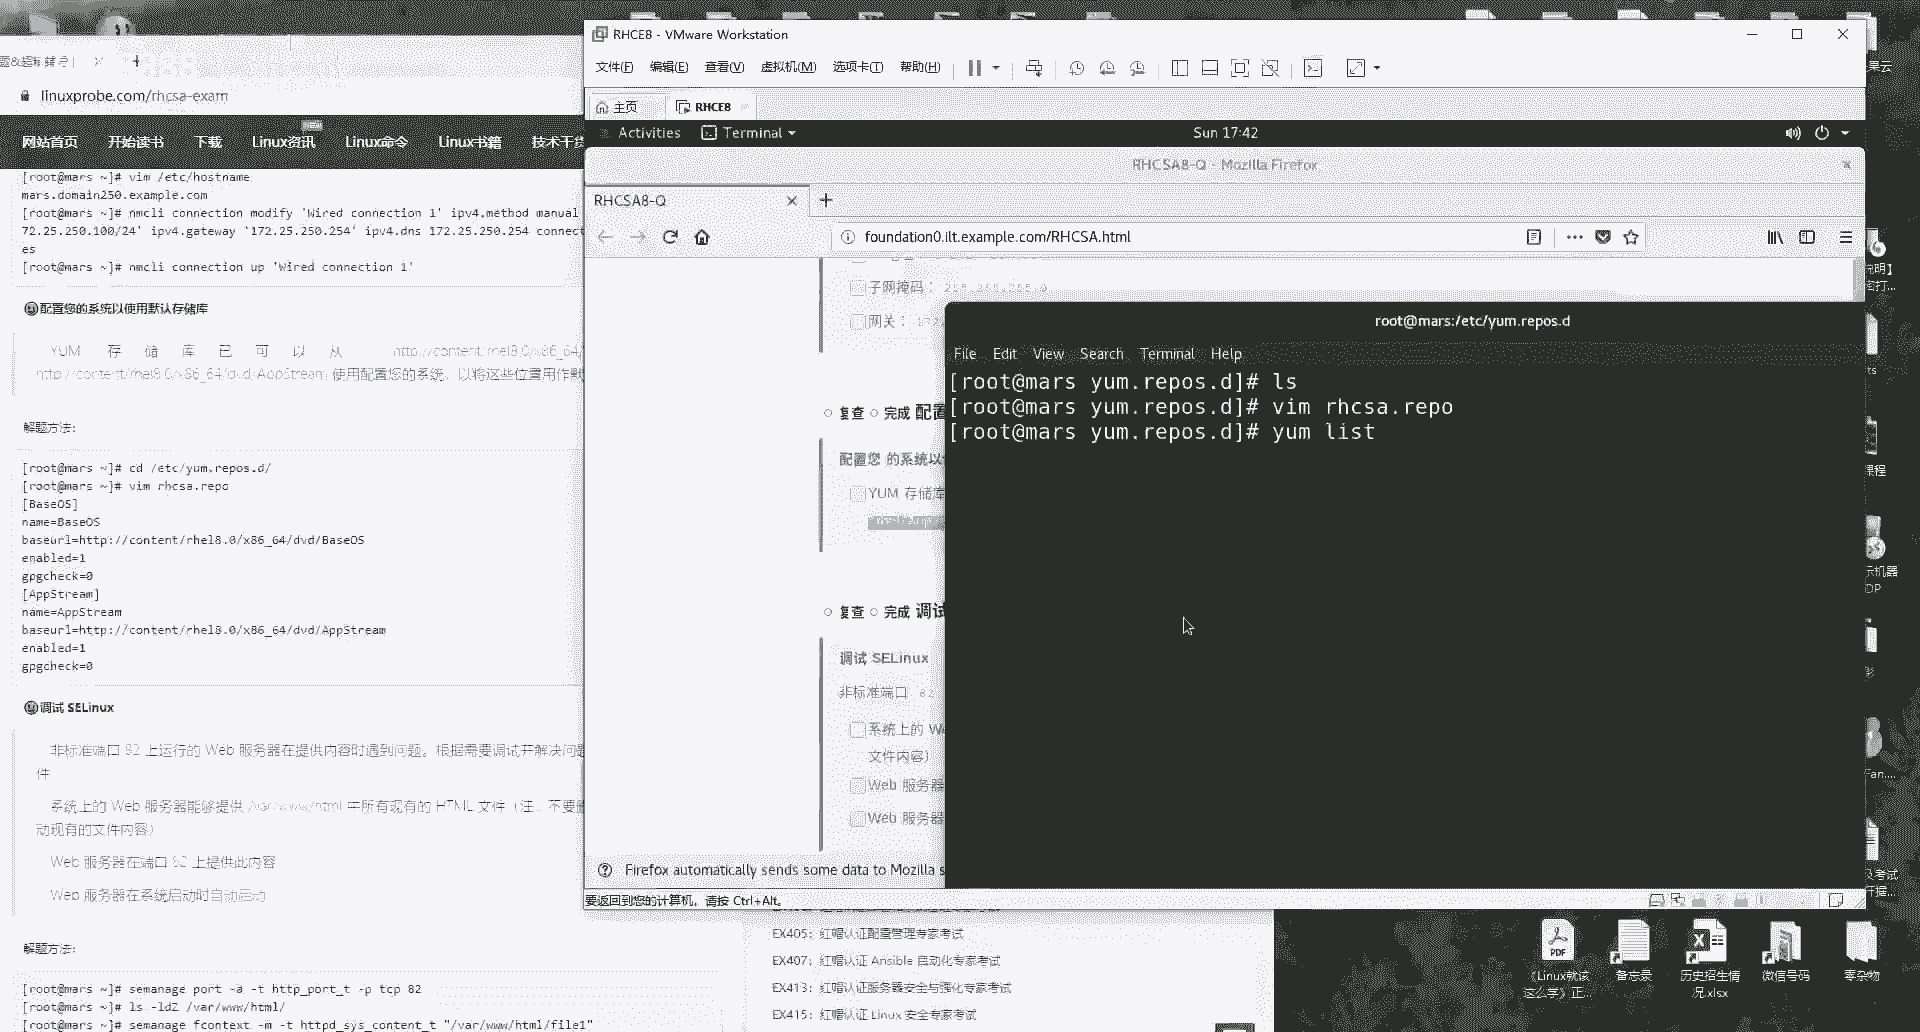 RHCE8 - VMware Workstation
文件(F) 编辑(E) 查看(V) 虚拟机(M) 选项卡(T) 帮助(H)
主页 RHCE8
linuxprobe.com/rhcsa-exam
网站首页 开始读书 下载 Linux资讯 Linux命令 Linux书籍 技术干货
[root@mars ~]# vim /etc/hostname
mars.domain250.example.com
[root@mars ~]# nmcli connection modify 'Wired connection 1' ipv4.method manual
72.25.250.100/24' ipv4.gateway '172.25.250.254' ipv4.dns 172.25.250.254 connect
es
[root@mars ~]# nmcli connection up 'Wired connection 1'
配置您的系统以使用默认存储库
YUM 存储库已可以从 http://content/rhel8.0/x86_64/
http://content/rhel8.0/x86_64/dvd/AppStream 使用配置您的系统，以将这些位置用作默
解题方法:
[root@mars ~]# cd /etc/yum.repos.d/
[root@mars ~]# vim rhcsa.repo
[BaseOS]
name=BaseOS
baseurl=http://content/rhel8.0/x86_64/dvd/BaseOS
enabled=1
gpgcheck=0
[AppStream]
name=AppStream
baseurl=http://content/rhel8.0/x86_64/dvd/AppStream
enabled=1
gpgcheck=0
调试 SELinux
非标准端口 82 上运行的 Web 服务器在提供内容时遇到问题。根据需要调试并解决问题
件
系统上的 Web 服务器能够提供 /var/www/html 中所有现有的 HTML 文件（注：不要
动现有的文件内容）
Web 服务器在端口 82 上提供此内容
Web 服务器在系统启动时自动启动
解题方法:
[root@mars ~]# semanage port -a -t http_port_t -p tcp 82
[root@mars ~]# ls -ldZ /var/www/html/
[root@mars ~]# semanage fcontext -m -t httpd_sys_content_t "/var/www/html/file1"
Activities Terminal Sun 17:42
RHCSA8-Q - Mozilla Firefox
RHCSA8-Q
foundation0.ilt.example.com/RHCSA.html
子网掩码： 255.255.255.0
网关：
复查 完成 配置
配置您 的系统以
YUM 存储库
复查 完成 调试
调试 SELinux
非标准端口 82
系统上的 We
文件内容）
Web 服务器
Web 服务器
Firefox automatically sends some data to Mozilla s
root@mars:/etc/yum.repos.d
File Edit View Search Terminal Help
[root@mars yum.repos.d]# ls
[root@mars yum.repos.d]# vim rhcsa.repo
[root@mars yum.repos.d]# yum list
要返回到您的计算机，请按 Ctrl+Alt。
EX405：红帽认证配置管理专家考试
EX407：红帽认证 Ansible 自动化专家考试
EX413：红帽认证服务器安全与强化专家考试
EX415：红帽认证 Linux 安全专家考试
《Linux就该
这么学》正...
备忘录
历史招生情
况.xlsx
微信号码
零杂物